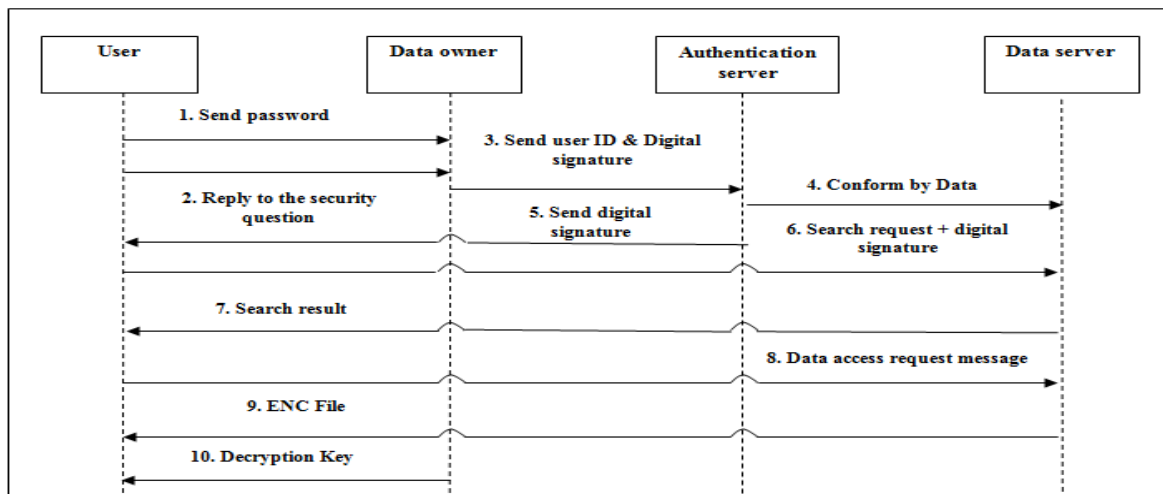 User
Data owner
Authentication
server
Data server
1. Send password
3. Send user ID & Digital
signature
4. Conform by Data
2. Reply to the security
question
5. Send digital
signature
6. Search request + digital
signature
7. Search result
8. Data access request message
9. ENC File
10. Decryption Key